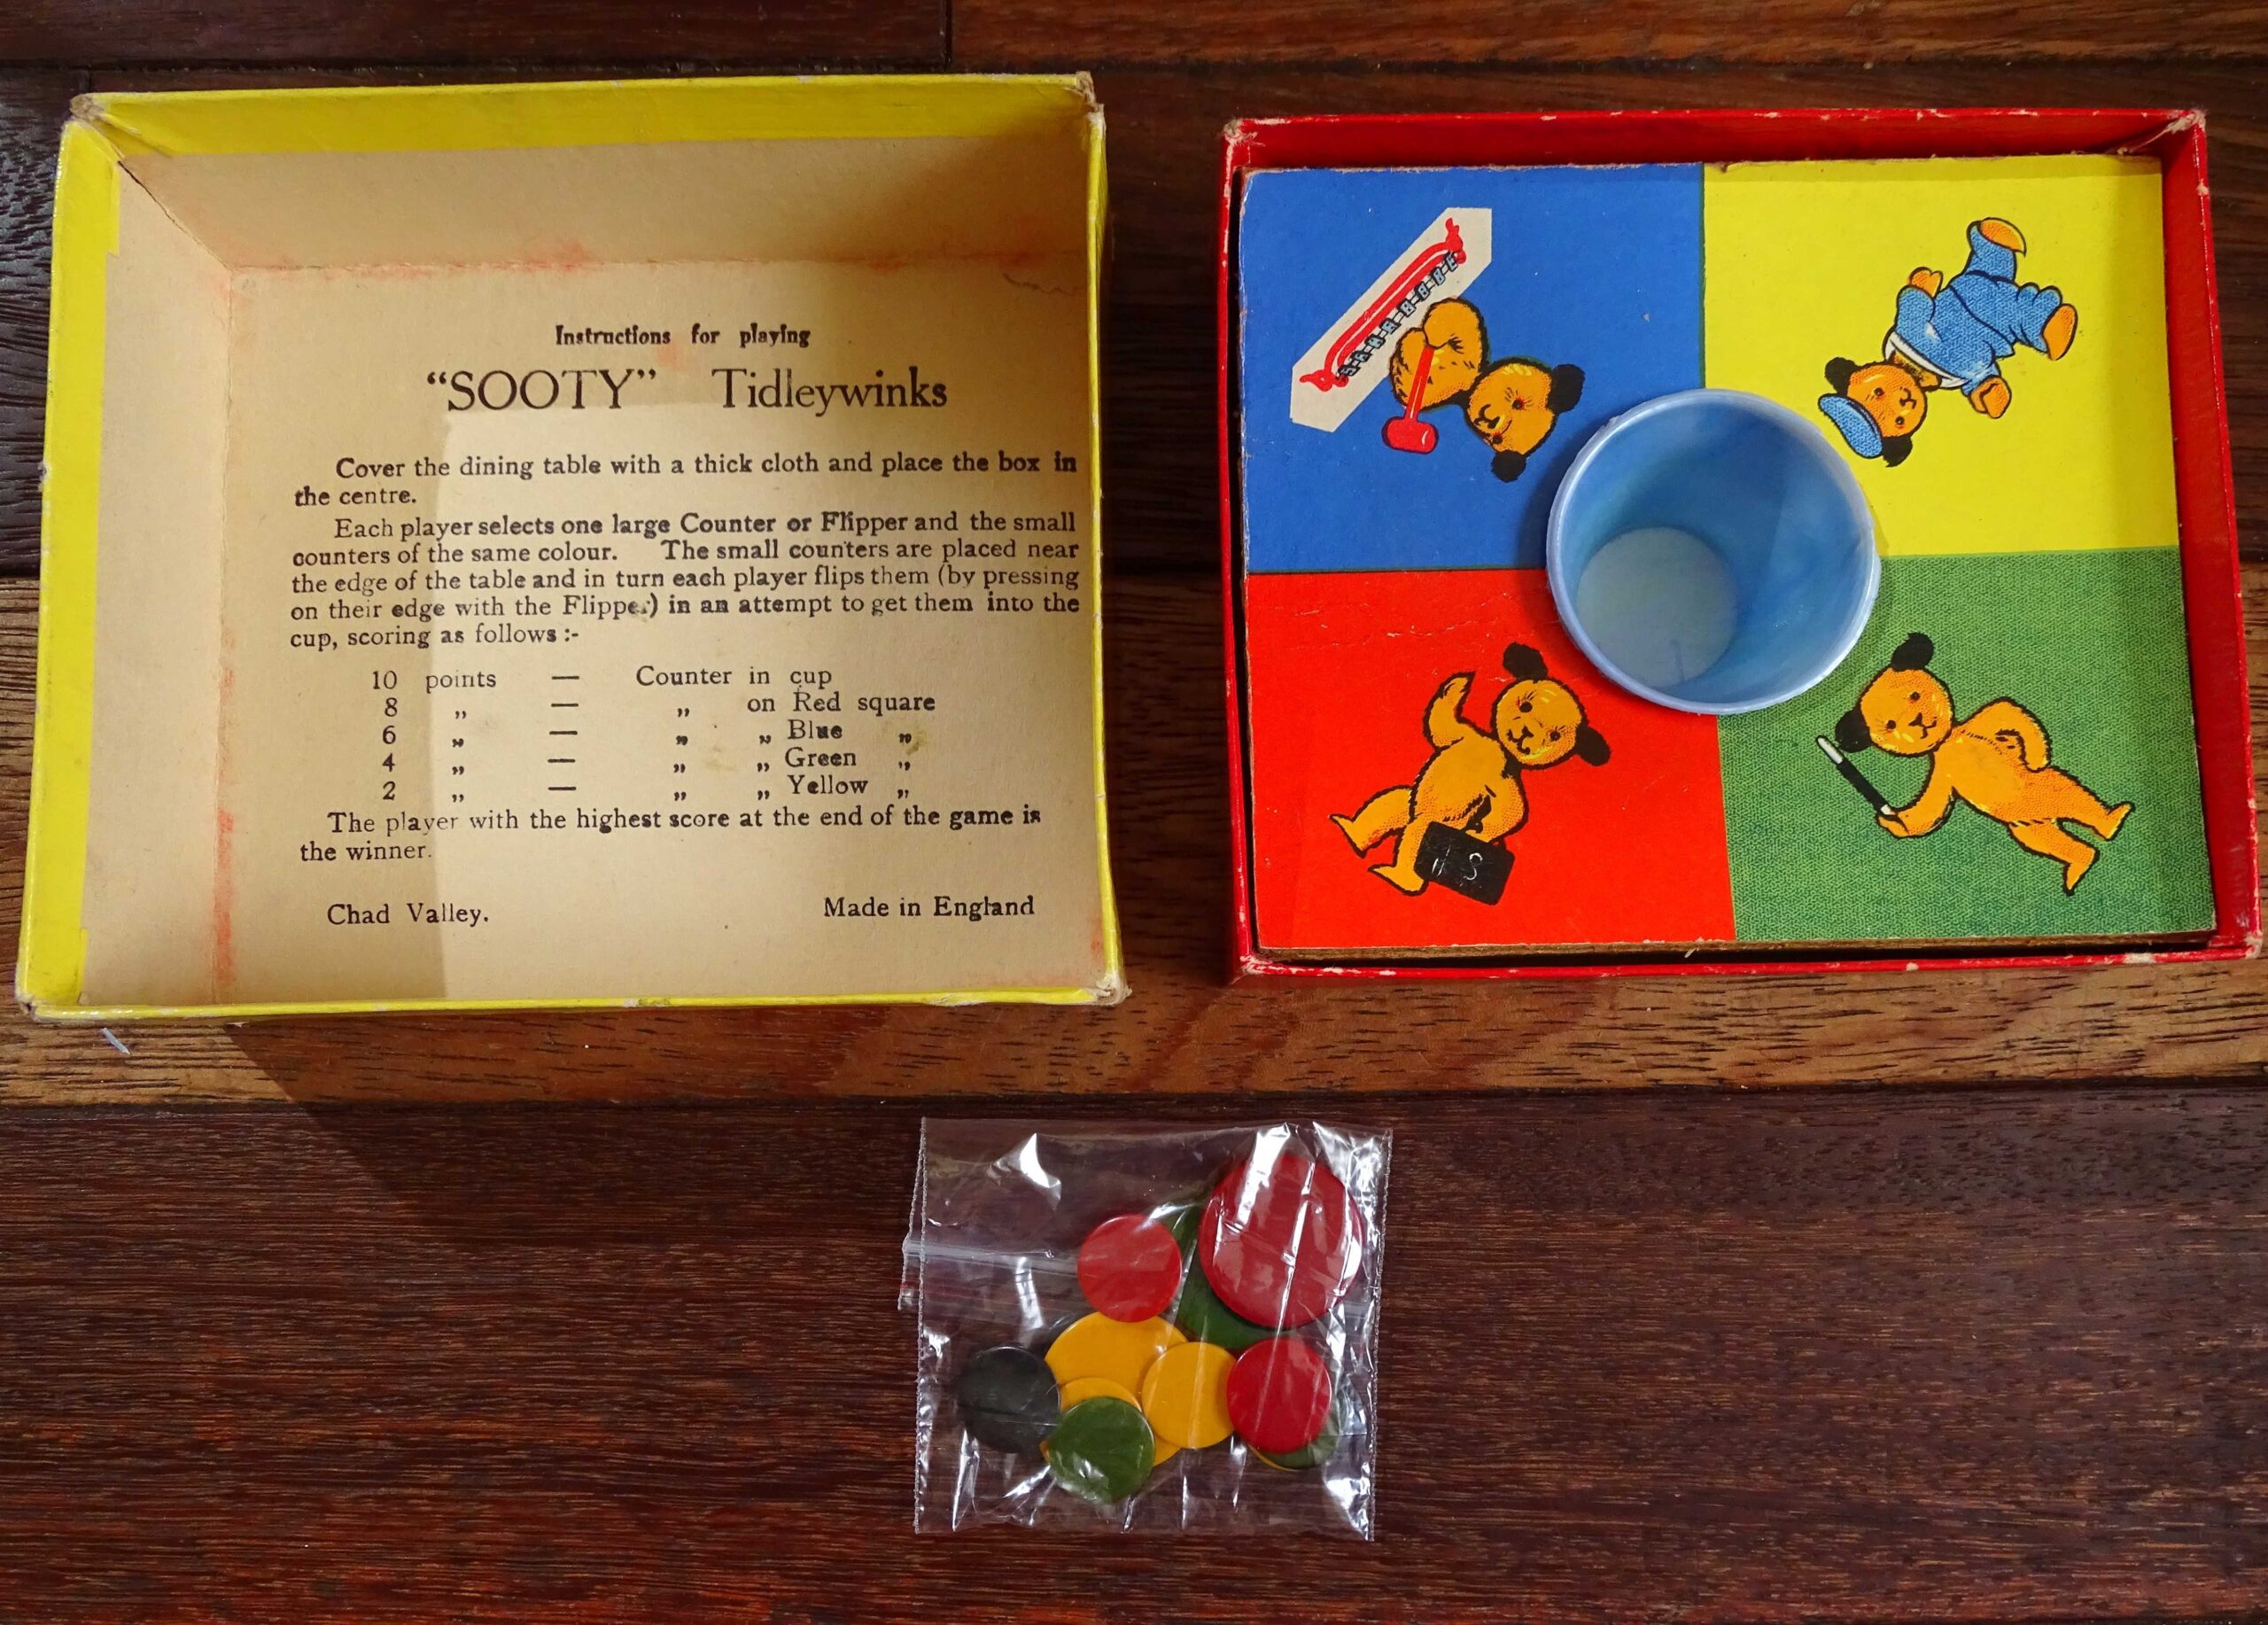 Instructions for playing
“SOOTY” Tidleywinks
Cover the dining table with a thick cloth and place the box in
the centre.
Each player selects one large Counter or Flipper and the small
counters of the same colour. The small counters are placed near
the edge of the table and in turn each player flips them (by pressing
on their edge with the Flipper) in an attempt to get them into the
cup, scoring as follows :-
10 points — Counter in cup
8 „ — „ on Red square
6 „ — „ „ Blue „
4 „ — „ „ Green „
2 „ — „ „ Yellow „
The player with the highest score at the end of the game is
the winner.
Chad Valley. Made in England